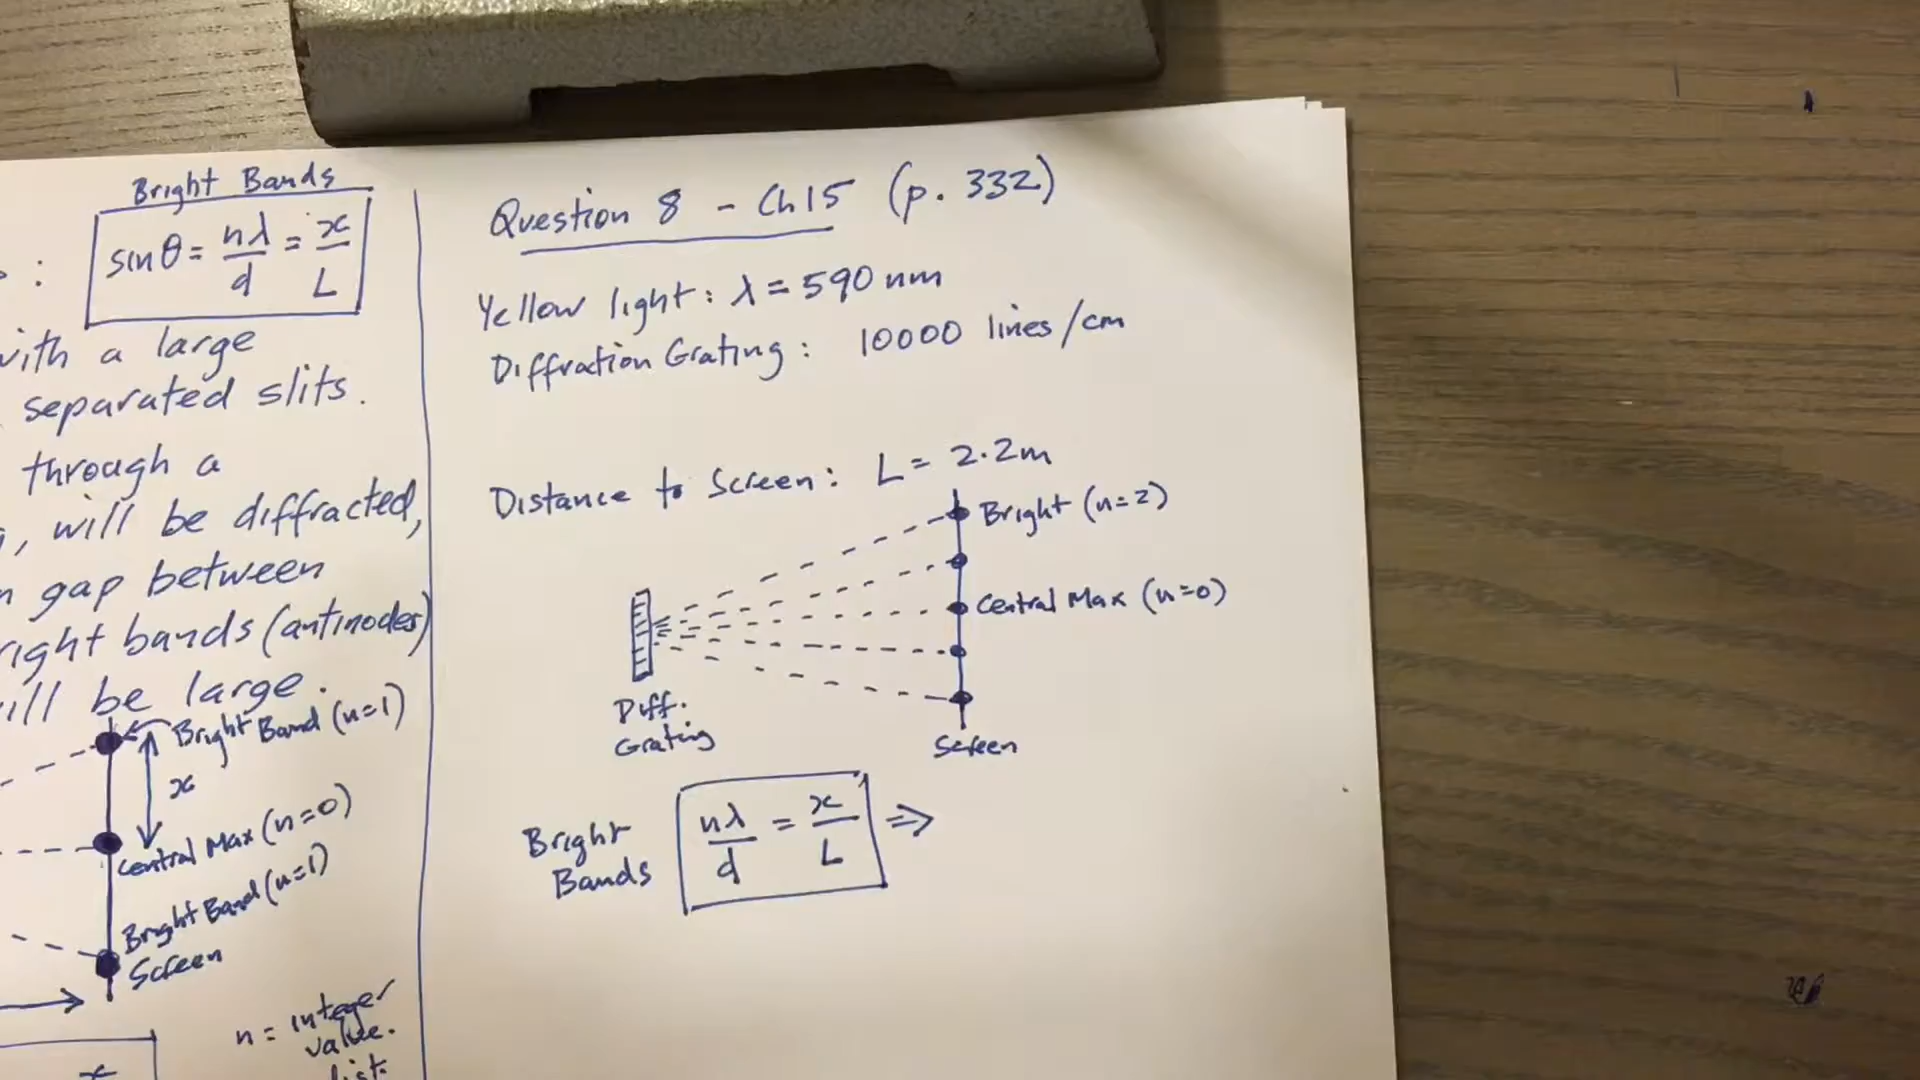 Bright Bands
sinθ = nλ/d = x/L
:
with a large
separated slits.
through a
, will be diffracted,
gap between
right bands (antinodes)
will be large.
Bright Band (n=1)
x
Central Max (n=0)
Bright Band (n=1)
Screen
n = integer
value.
x
Question 8 - Ch15 (p. 332)
Yellow light: λ = 590 nm
Diffraction Grating: 10000 lines/cm
Distance to Screen: L = 2.2m
Bright (n=2)
Central Max (n=0)
Diff.
Grating
Screen
Bright
Bands
nλ/d = x/L ⇒